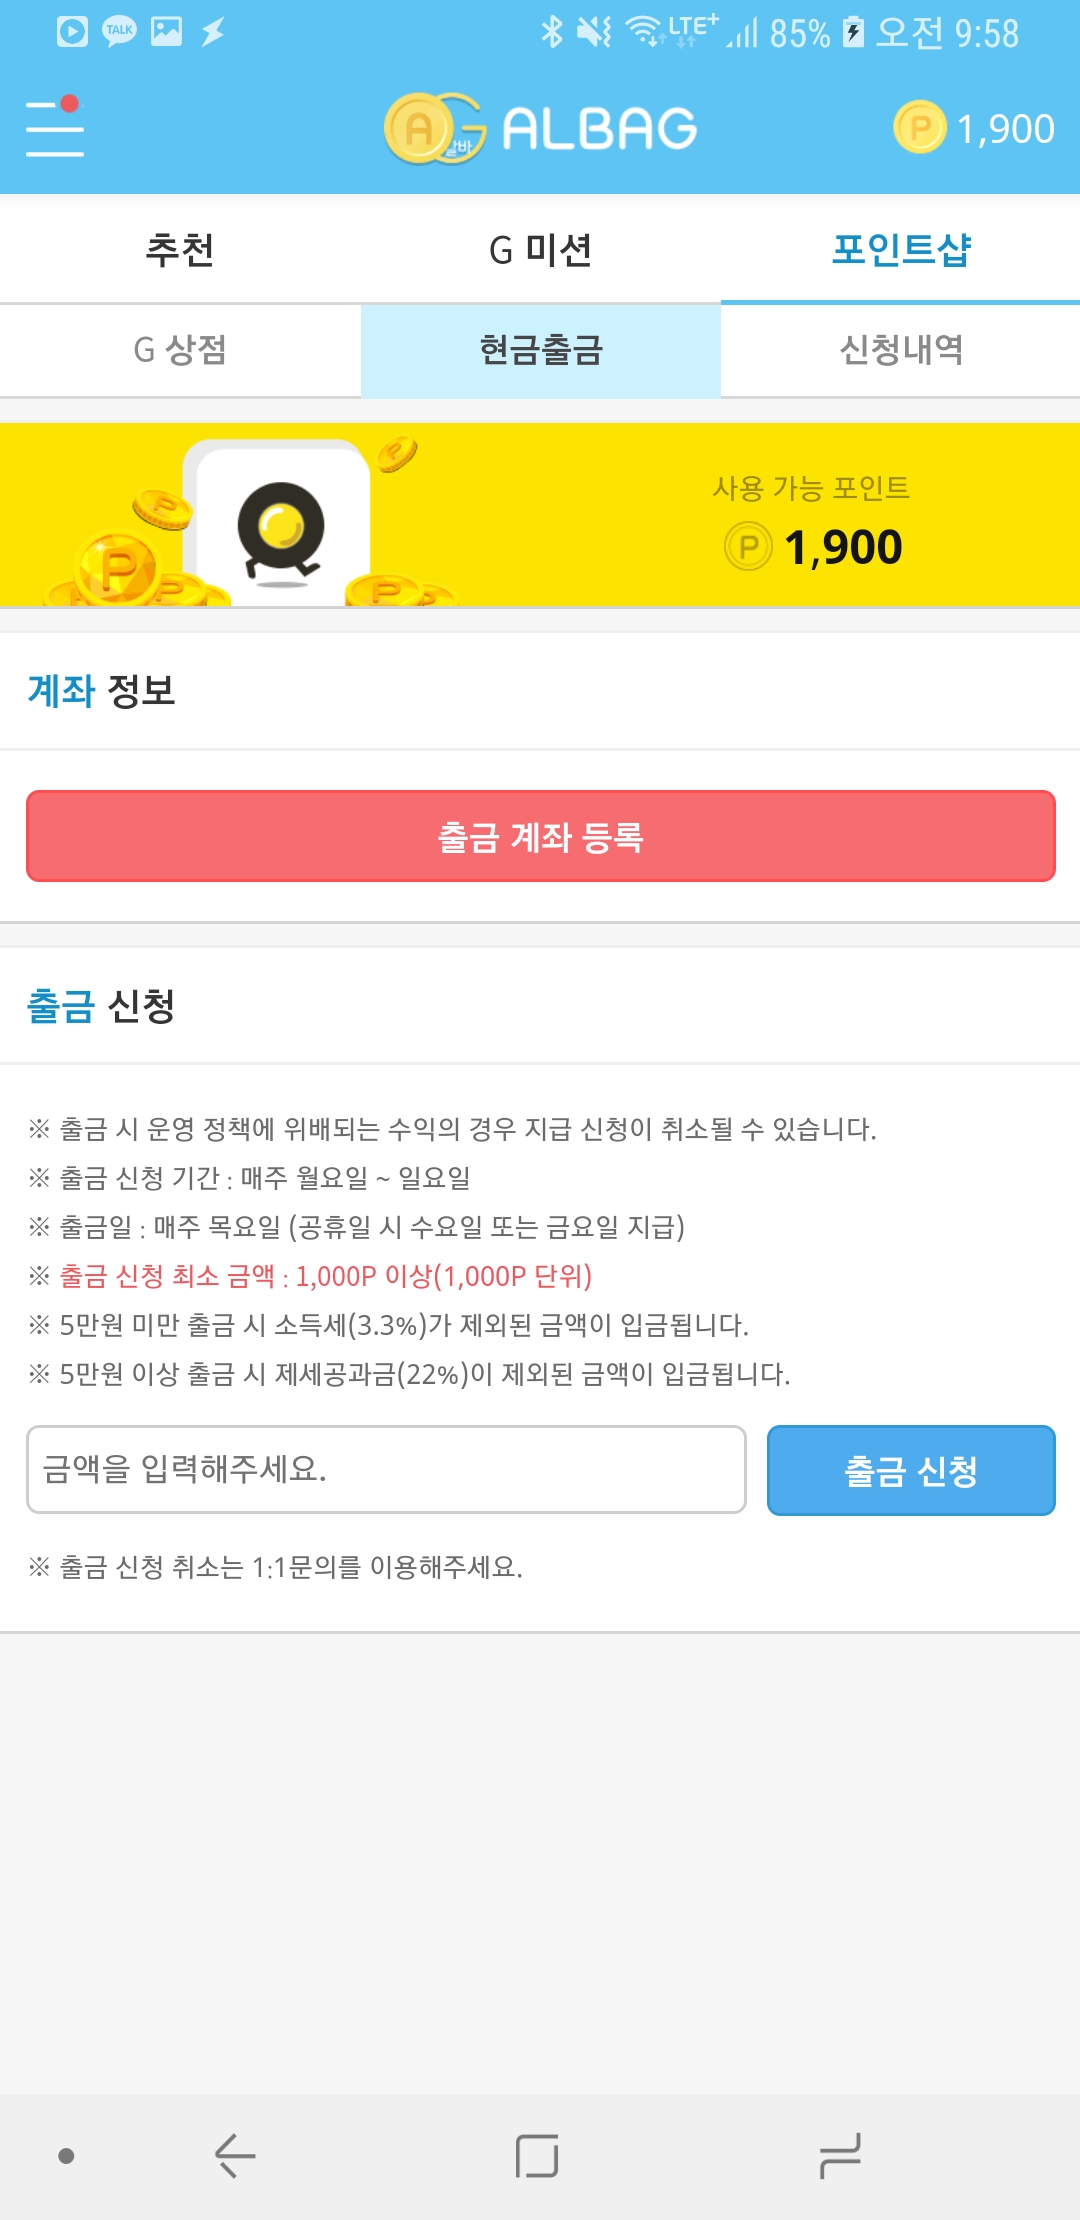 TALK LTE+ 85% 오전 9:58
A G 알바 ALBAG P 1,900
추천 G 미션 포인트샵
G 상점 현금출금 신청내역
사용 가능 포인트
P 1,900
계좌 정보
출금 계좌 등록
출금 신청
※ 출금 시 운영 정책에 위배되는 수익의 경우 지급 신청이 취소될 수 있습니다.
※ 출금 신청 기간 : 매주 월요일 ~ 일요일
※ 출금일 : 매주 목요일 (공휴일 시 수요일 또는 금요일 지급)
※ 출금 신청 최소 금액 : 1,000P 이상(1,000P 단위)
※ 5만원 미만 출금 시 소득세(3.3%)가 제외된 금액이 입금됩니다.
※ 5만원 이상 출금 시 제세공과금(22%)이 제외된 금액이 입금됩니다.
금액을 입력해주세요. 출금 신청
※ 출금 신청 취소는 1:1문의를 이용해주세요.